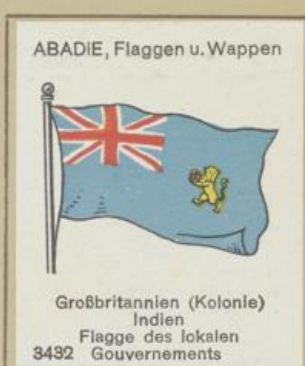 ABADIE, Flaggen u. Wappen
Großbritannien (Kolonie)
Indien
Flagge des lokalen
3432 Gouvernements